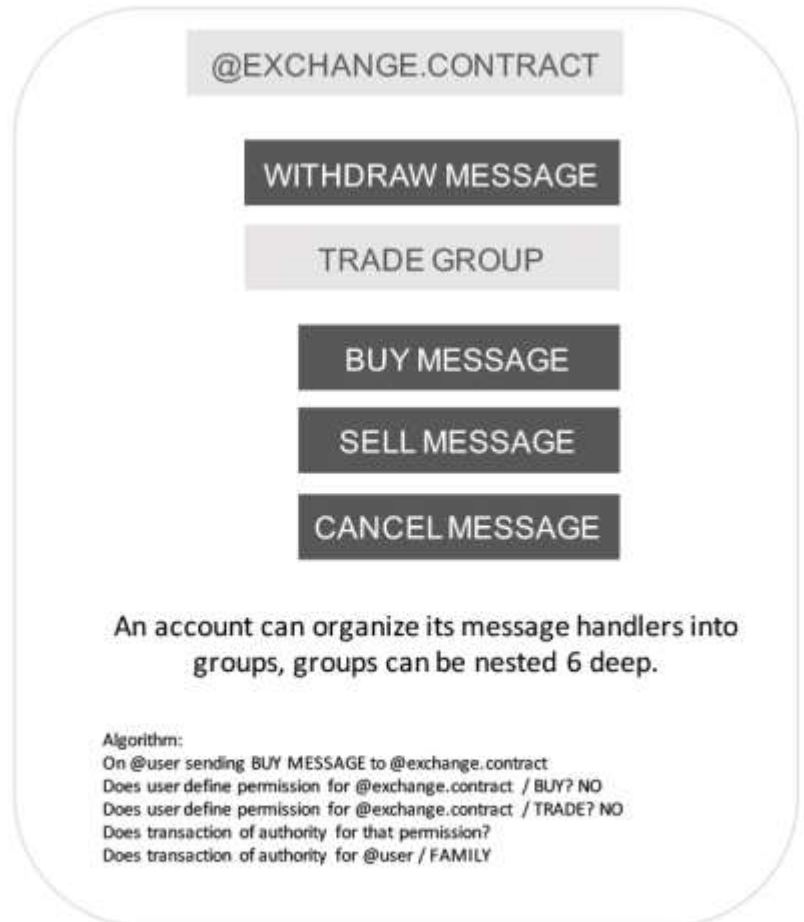 @EXCHANGE.CONTRACT
WITHDRAW MESSAGE
TRADE GROUP
BUY MESSAGE
SELL MESSAGE
CANCEL MESSAGE
An account can organize its message handlers into
groups, groups can be nested 6 deep.
Algorithm:
On @user sending BUY MESSAGE to @exchange.contract
Does user define permission for @exchange.contract / BUY? NO
Does user define permission for @exchange.contract / TRADE? NO
Does transaction of authority for that permission?
Does transaction of authority for @user / FAMILY